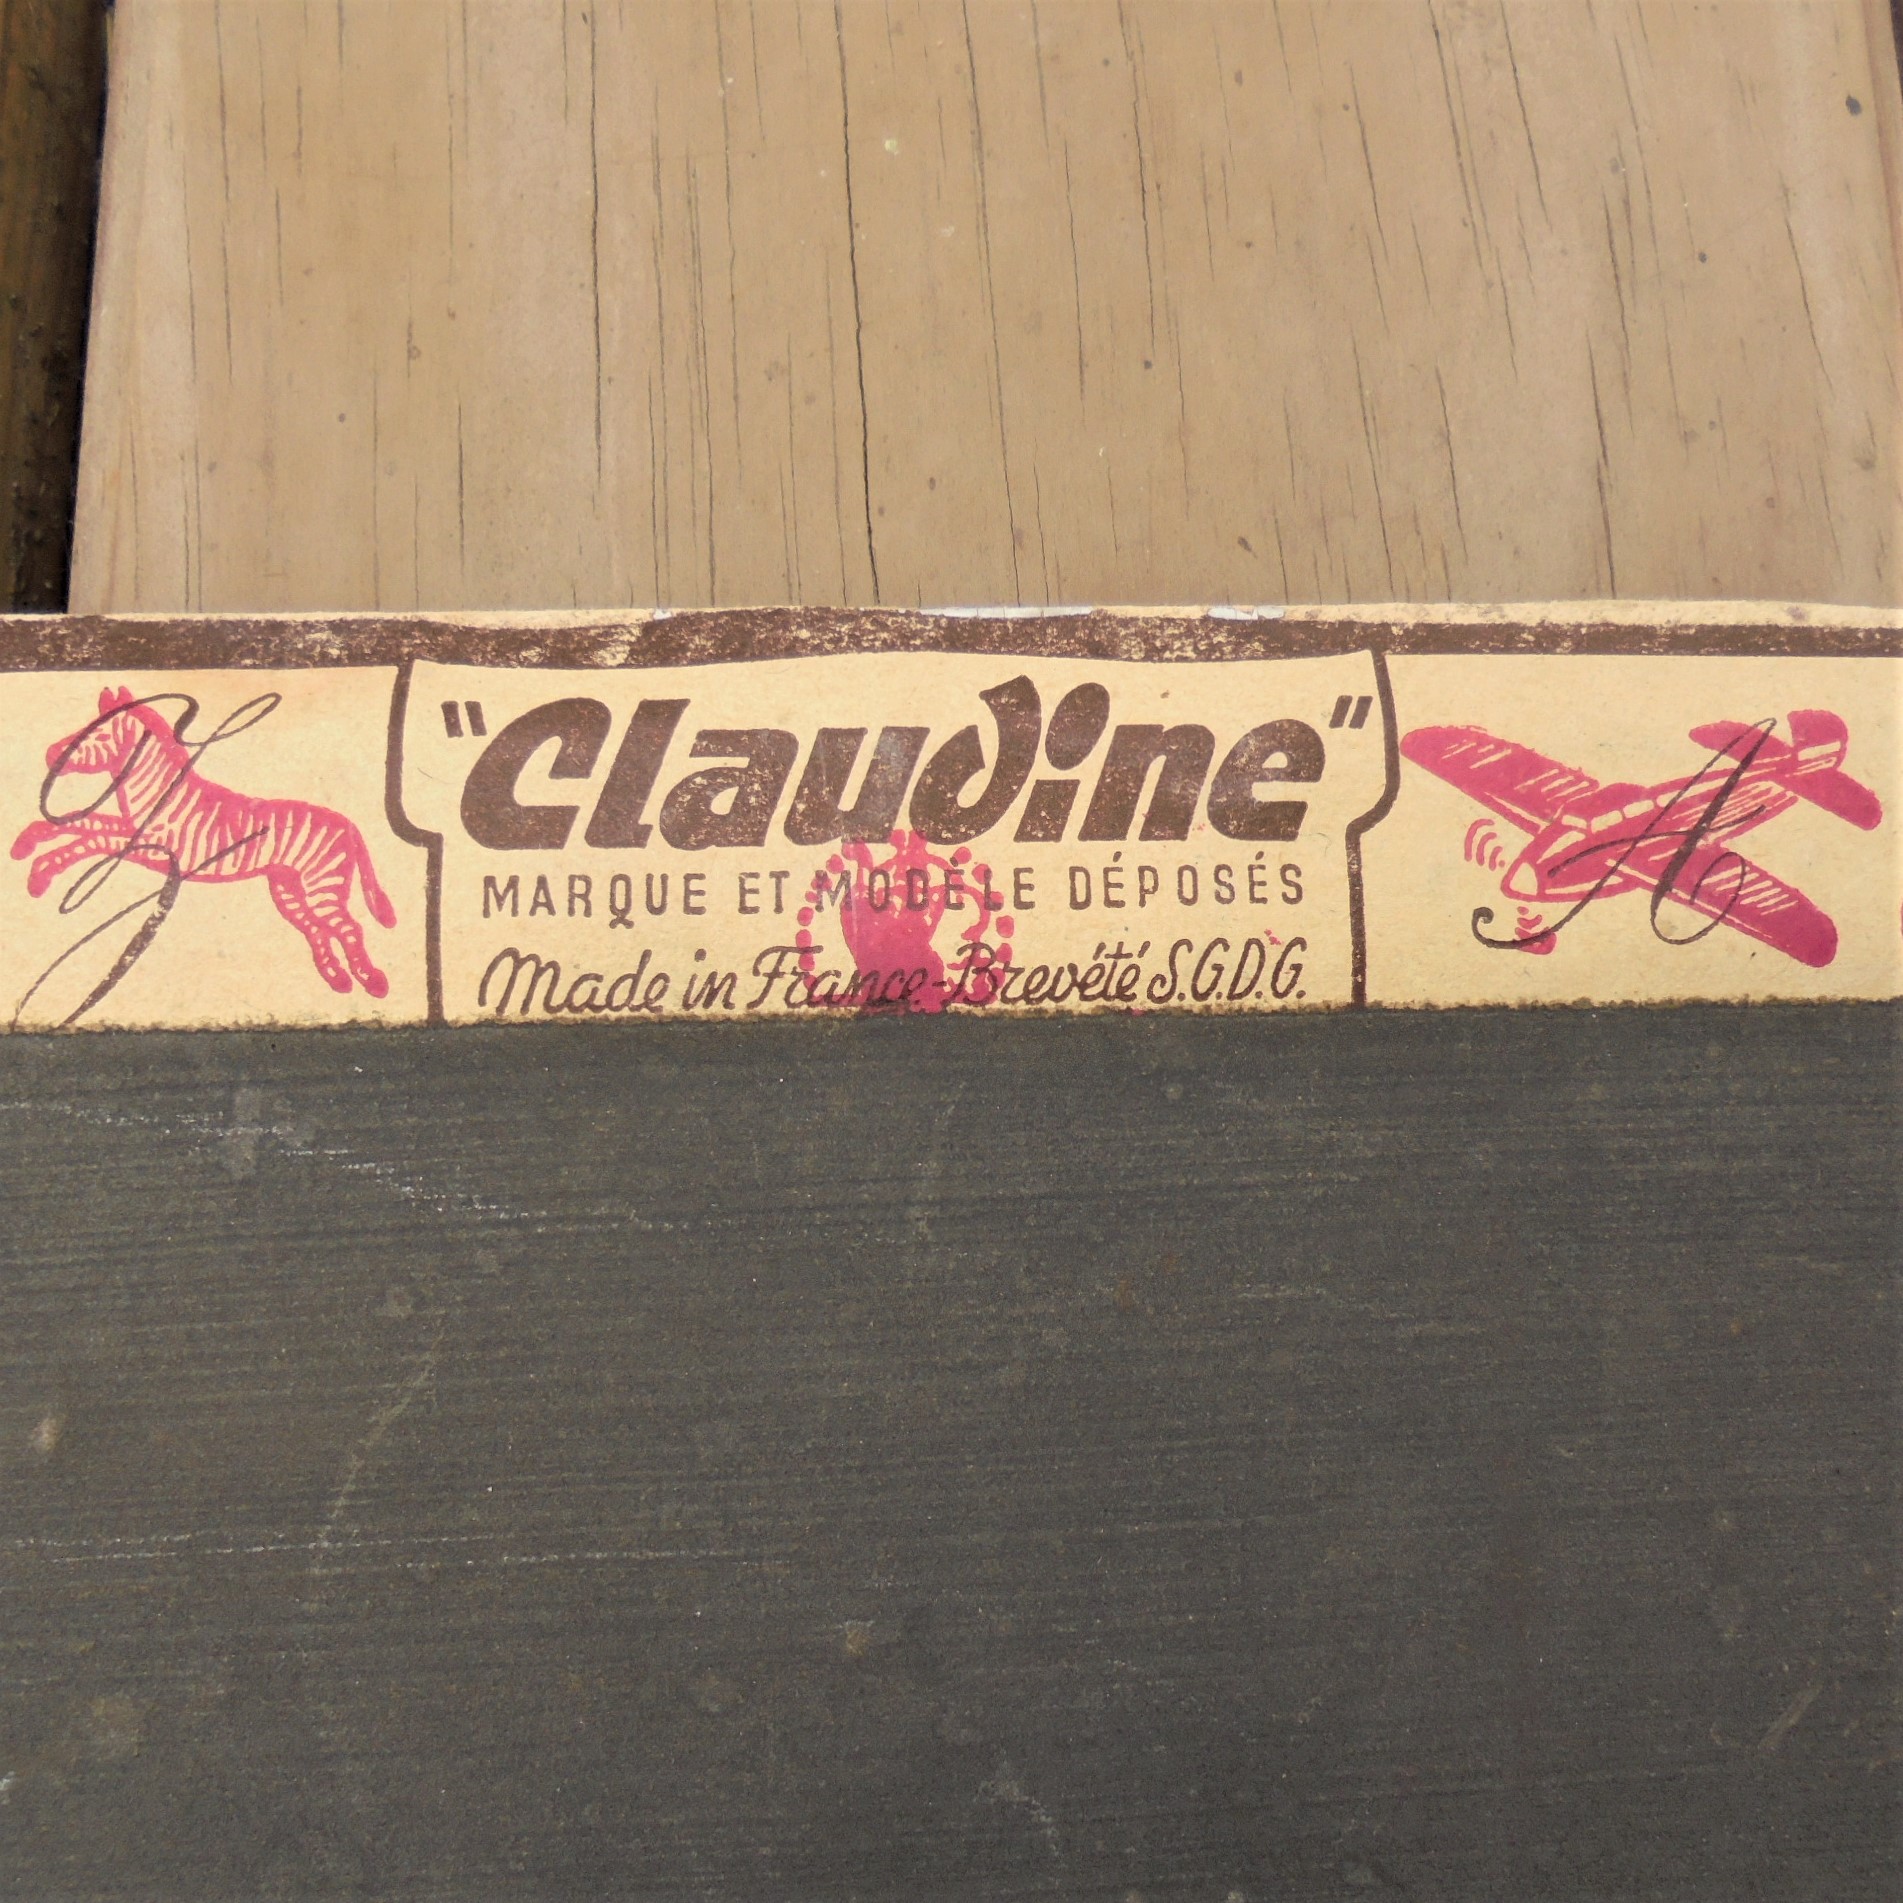 Z
"Claudine"
MARQUE ET MODÈLE DÉPOSÉS
Made in France - Brevété S.G.D.G.
A